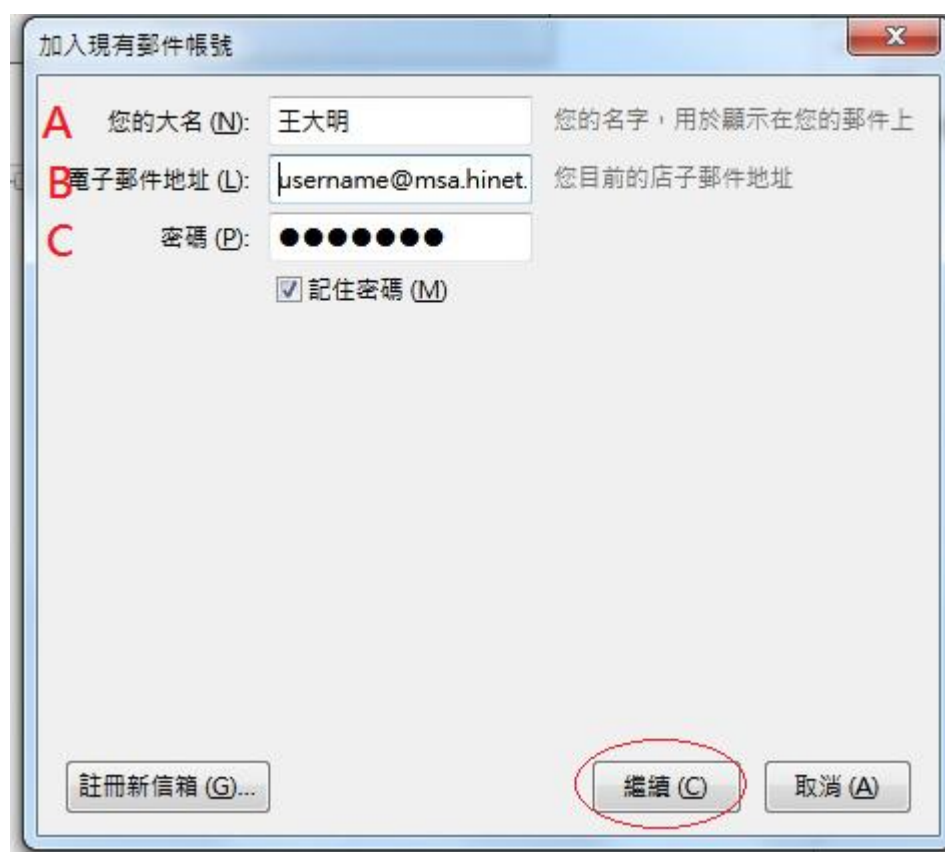 加入現有郵件帳號
x
A 您的大名 (N): 王大明 您的名字，用於顯示在您的郵件上
B 電子郵件地址 (L): username@msa.hinet. 您目前的店子郵件地址
C 密碼 (P): ●●●●●●●
記住密碼 (M)
註冊新信箱 (G)... 繼續 (C) 取消 (A)